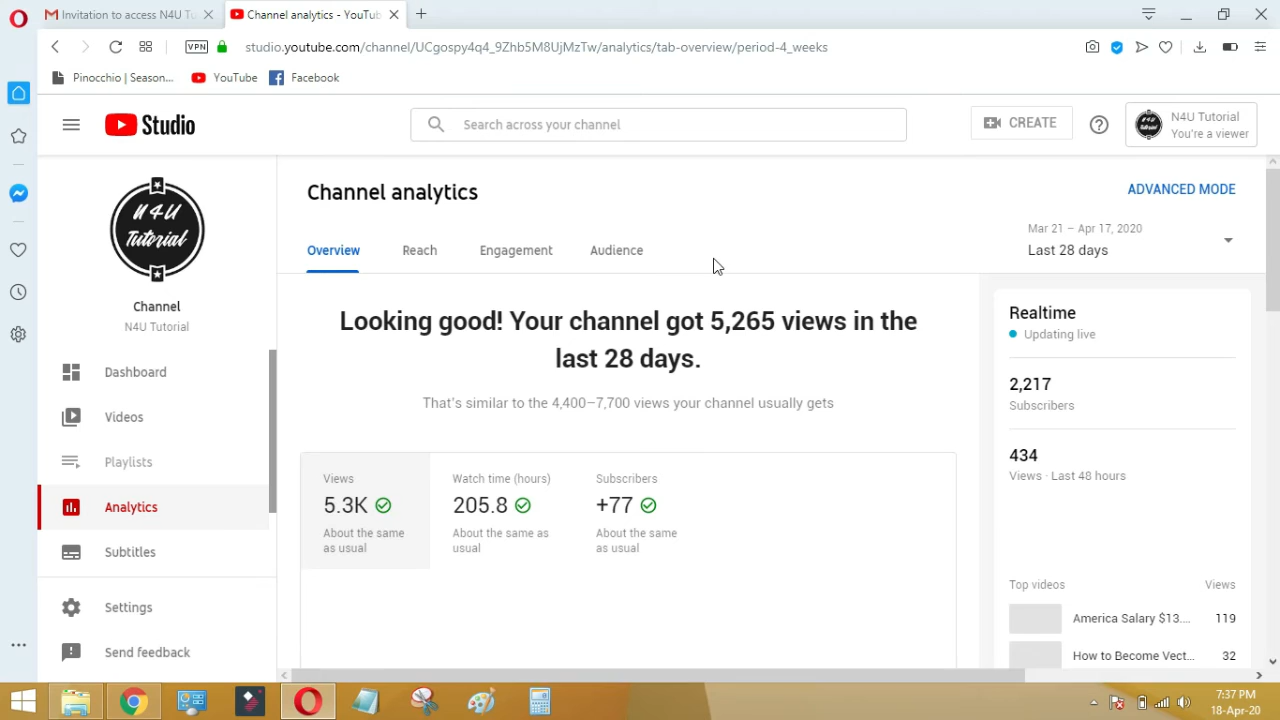 Invitation to access N4U Tutorial
Channel analytics - YouTub
VPN
studio.youtube.com/channel/UCgospy4q4_9Zhb5M8UjMzTw/analytics/tab-overview/period-4_weeks
Pinocchio | Season...
YouTube
Facebook
Studio
Search across your channel
CREATE
N4U Tutorial
You're a viewer
N4U
Tutorial
Channel
N4U Tutorial
Dashboard
Videos
Playlists
Analytics
Subtitles
Settings
Send feedback
Channel analytics
ADVANCED MODE
Overview
Reach
Engagement
Audience
Mar 21 – Apr 17, 2020
Last 28 days
Looking good! Your channel got 5,265 views in the
last 28 days.
That's similar to the 4,400–7,700 views your channel usually gets
Views
5.3K
About the same
as usual
Watch time (hours)
205.8
About the same as
usual
Subscribers
+77
About the same
as usual
Realtime
Updating live
2,217
Subscribers
434
Views · Last 48 hours
Top videos
Views
America Salary $13....
119
How to Become Vect...
32
7:37 PM
18-Apr-20